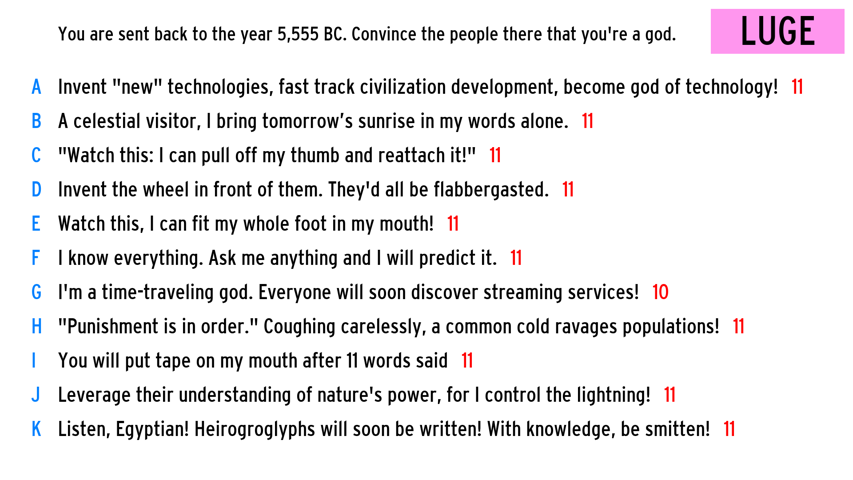 You are sent back to the year 5,555 BC. Convince the people there that you're a god.
LUGE
A Invent "new" technologies, fast track civilization development, become god of technology! 11
B A celestial visitor, I bring tomorrow’s sunrise in my words alone. 11
C "Watch this: I can pull off my thumb and reattach it!" 11
D Invent the wheel in front of them. They'd all be flabbergasted. 11
E Watch this, I can fit my whole foot in my mouth! 11
F I know everything. Ask me anything and I will predict it. 11
G I'm a time-traveling god. Everyone will soon discover streaming services! 10
H "Punishment is in order." Coughing carelessly, a common cold ravages populations! 11
I You will put tape on my mouth after 11 words said 11
J Leverage their understanding of nature's power, for I control the lightning! 11
K Listen, Egyptian! Heirogroglyphs will soon be written! With knowledge, be smitten! 11